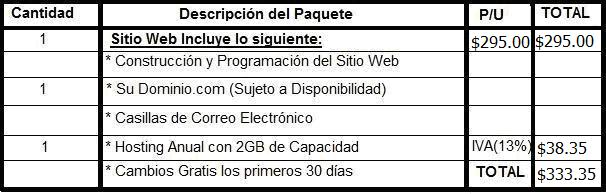 Cantidad Descripción del Paquete P/U TOTAL
1 Sitio Web Incluye lo siguiente: $295.00 $295.00
* Construcción y Programación del Sitio Web
1 * Su Dominio.com (Sujeto a Disponibilidad)
* Casillas de Correo Electrónico
1 * Hosting Anual con 2GB de Capacidad IVA(13%) $38.35
* Cambios Gratis los primeros 30 días TOTAL $333.35